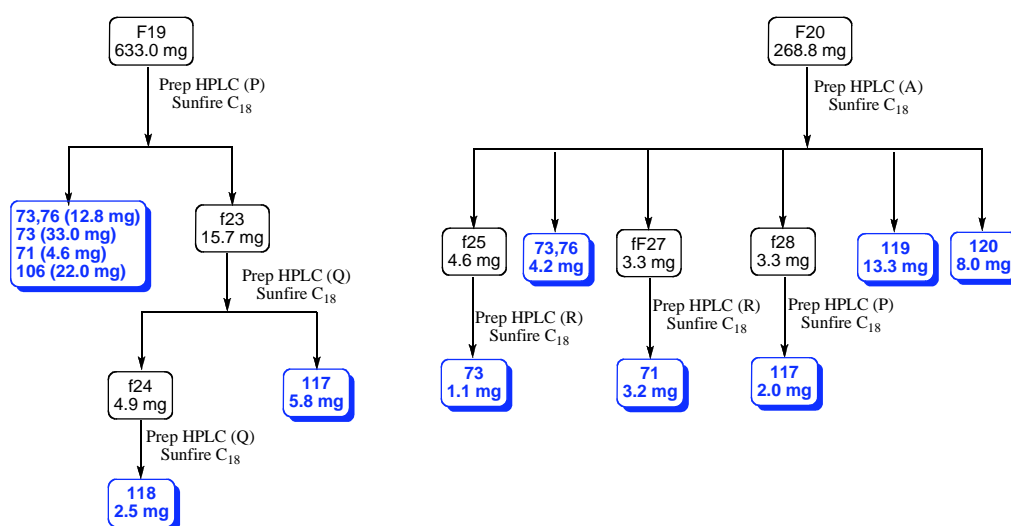 F19
633.0 mg
Prep HPLC (P)
Sunfire C18
73,76 (12.8 mg)
73 (33.0 mg)
71 (4.6 mg)
106 (22.0 mg)
f23
15.7 mg
Prep HPLC (Q)
Sunfire C18
f24
4.9 mg
117
5.8 mg
Prep HPLC (Q)
Sunfire C18
118
2.5 mg
F20
268.8 mg
Prep HPLC (A)
Sunfire C18
f25
4.6 mg
73,76
4.2 mg
fF27
3.3 mg
f28
3.3 mg
119
13.3 mg
120
8.0 mg
Prep HPLC (R)
Sunfire C18
Prep HPLC (R)
Sunfire C18
Prep HPLC (P)
Sunfire C18
73
1.1 mg
71
3.2 mg
117
2.0 mg